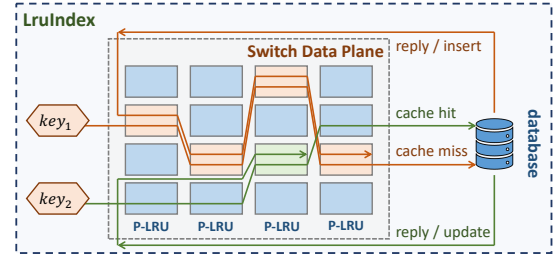 LruIndex
Switch Data Plane
reply / insert
key₁
cache hit
cache miss
database
key₂
P-LRU P-LRU P-LRU P-LRU
reply / update